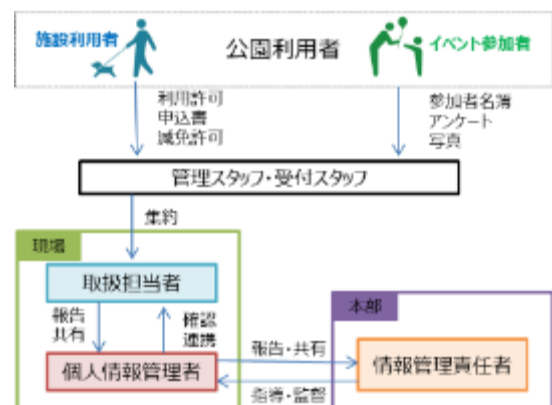 施設利用者
公園利用者
イベント参加者
利用許可
申込書
減免許可
参加者名簿
アンケート
写真
管理スタッフ・受付スタッフ
集約
現場
取扱担当者
報告
共有
確認
連携
個人情報管理者
報告・共有
指導・監督
本部
情報管理責任者